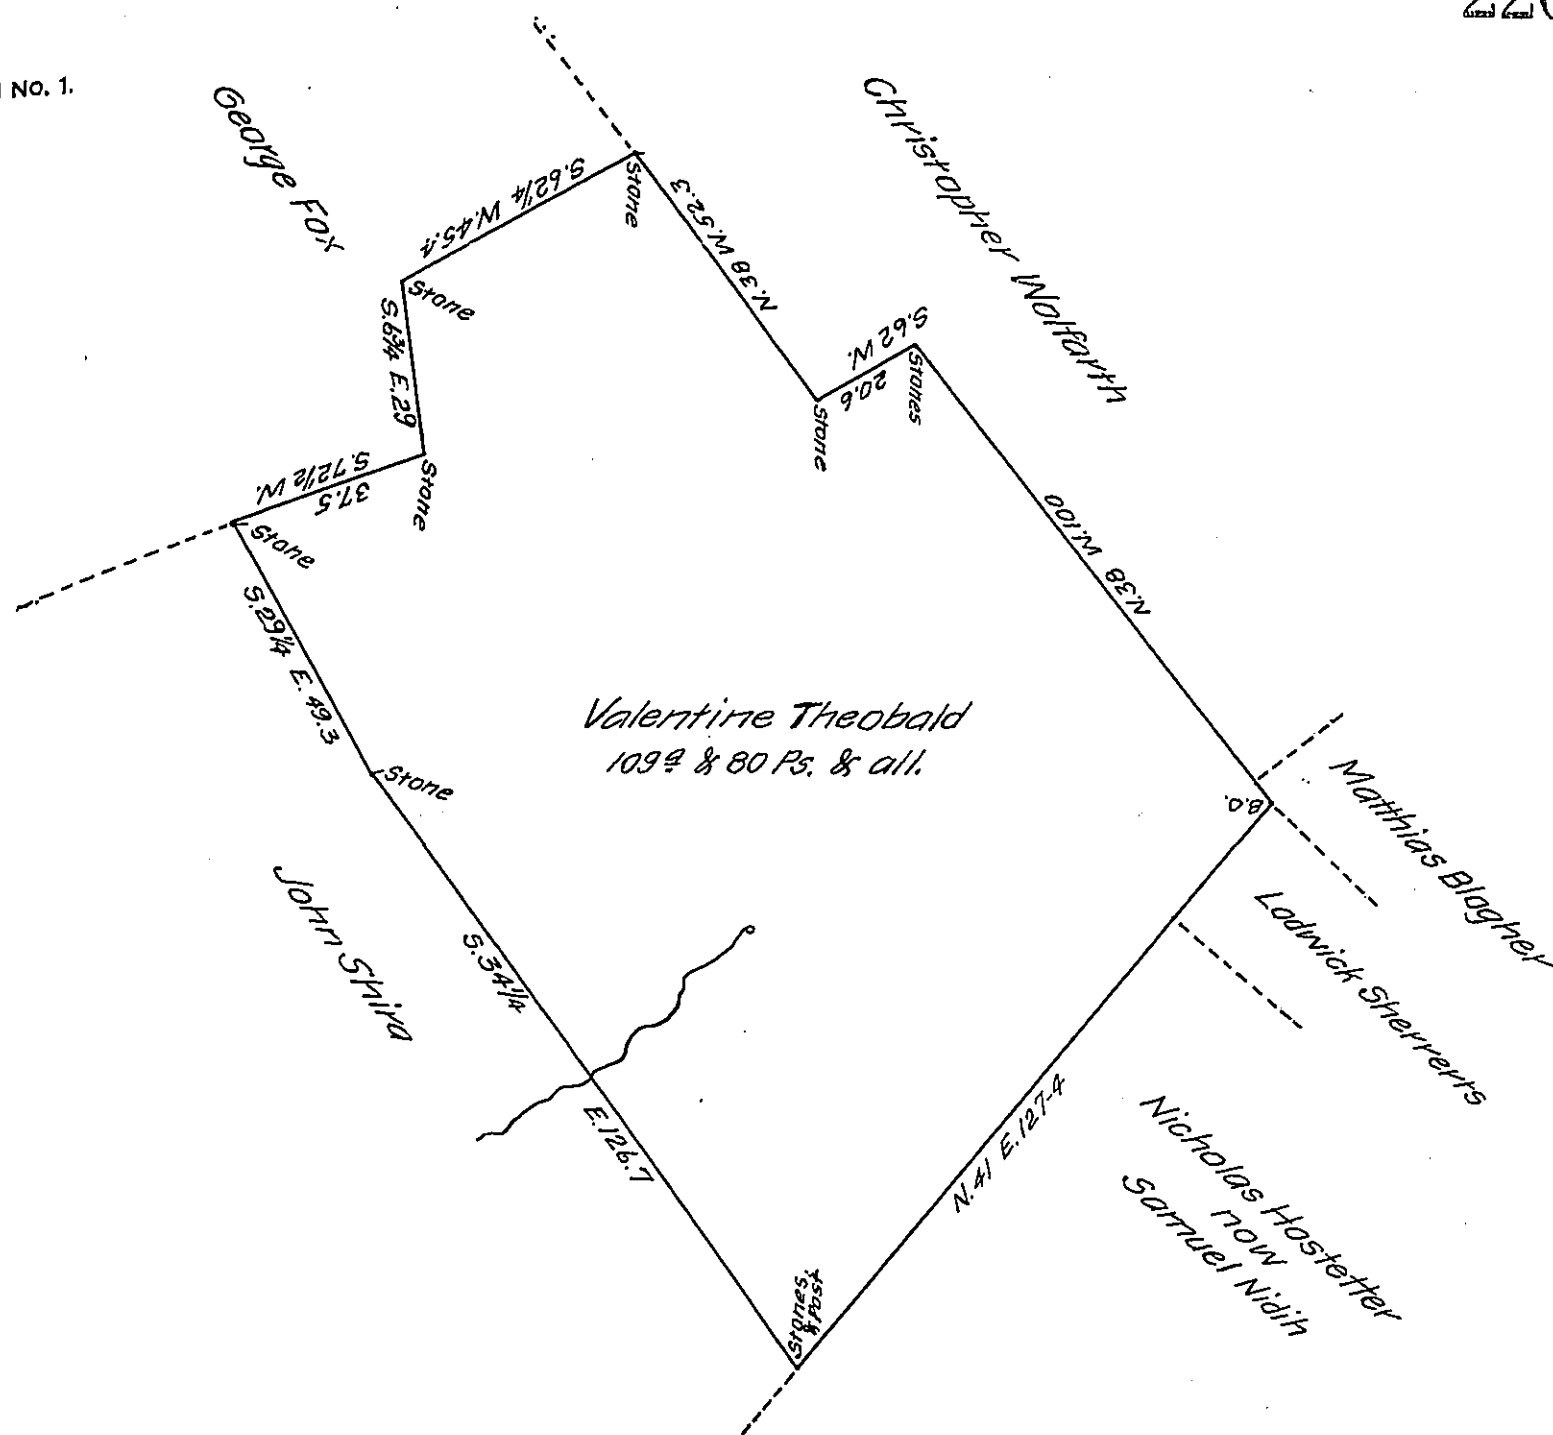 No. 1.
George Fox
Christopher Wolfarth
S.62¼ W.45.4
Stone
N.38 W.52.3
Stone
S.6¾ E.29
S.62 W.
20.6
Stones
Stone
S.72½ W.
37.5
Stone
Stone
S.29¼ E. 49.3
N.38 W.100
Valentine Theobald
109ᵃ & 80 Ps. & all.
Stone
B.O.
Matthias Blogher
John Shira
Lodwick Sherrerrs
S.34¼
E.126.7
N.41 E.127-4
Nicholas Hostetter
now
Samuel Nidih
Stones
& Post